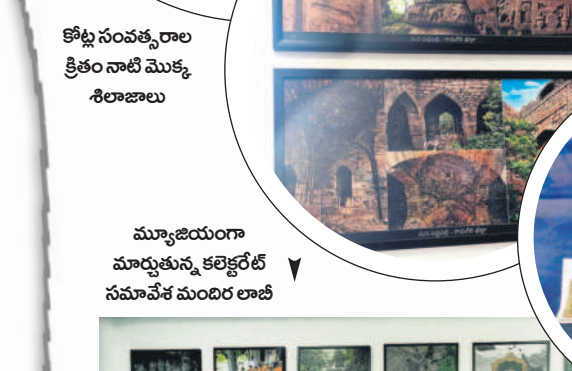 కోట్ల సంవత్సరాల
క్రితం నాటి మొక్క
శిలాజాలు
మ్యూజియంగా
మార్చుతున్న కలెక్టరేట్
సమావేశ మందిర లాబీ